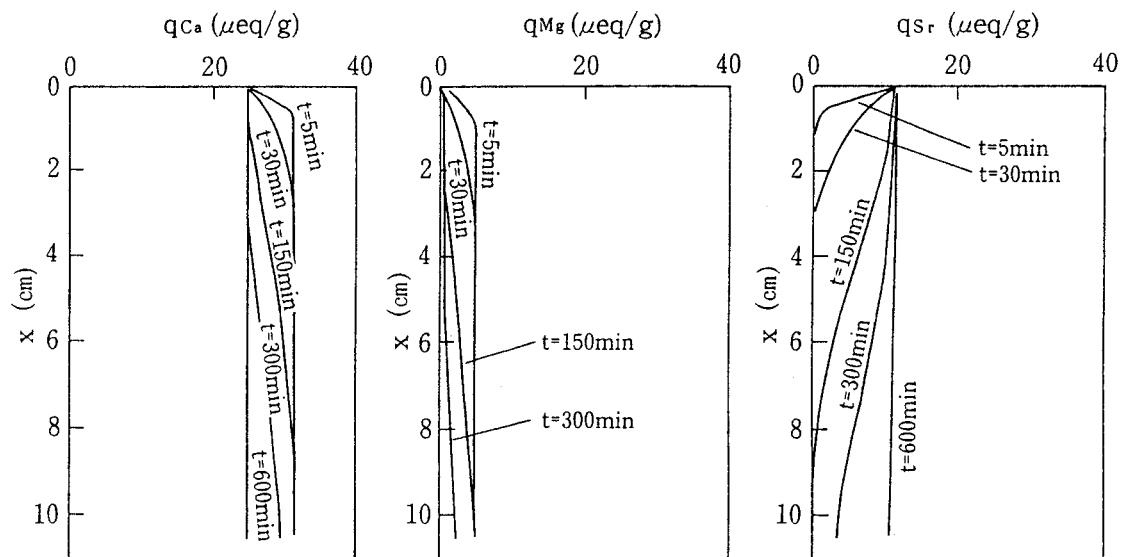 qCa (μeq/g)
0 20 40
0
2
4
6
8
10
x (cm)
t=5min
t=30min
t=150min
t=300min
t=600min
qMg (μeq/g)
0 20 40
0
2
4
6
8
10
x (cm)
t=5min
t=30min
t=150min
t=300min
qSr (μeq/g)
0 20 40
0
2
4
6
8
10
x (cm)
t=5min
t=30min
t=150min
t=300min
t=600min